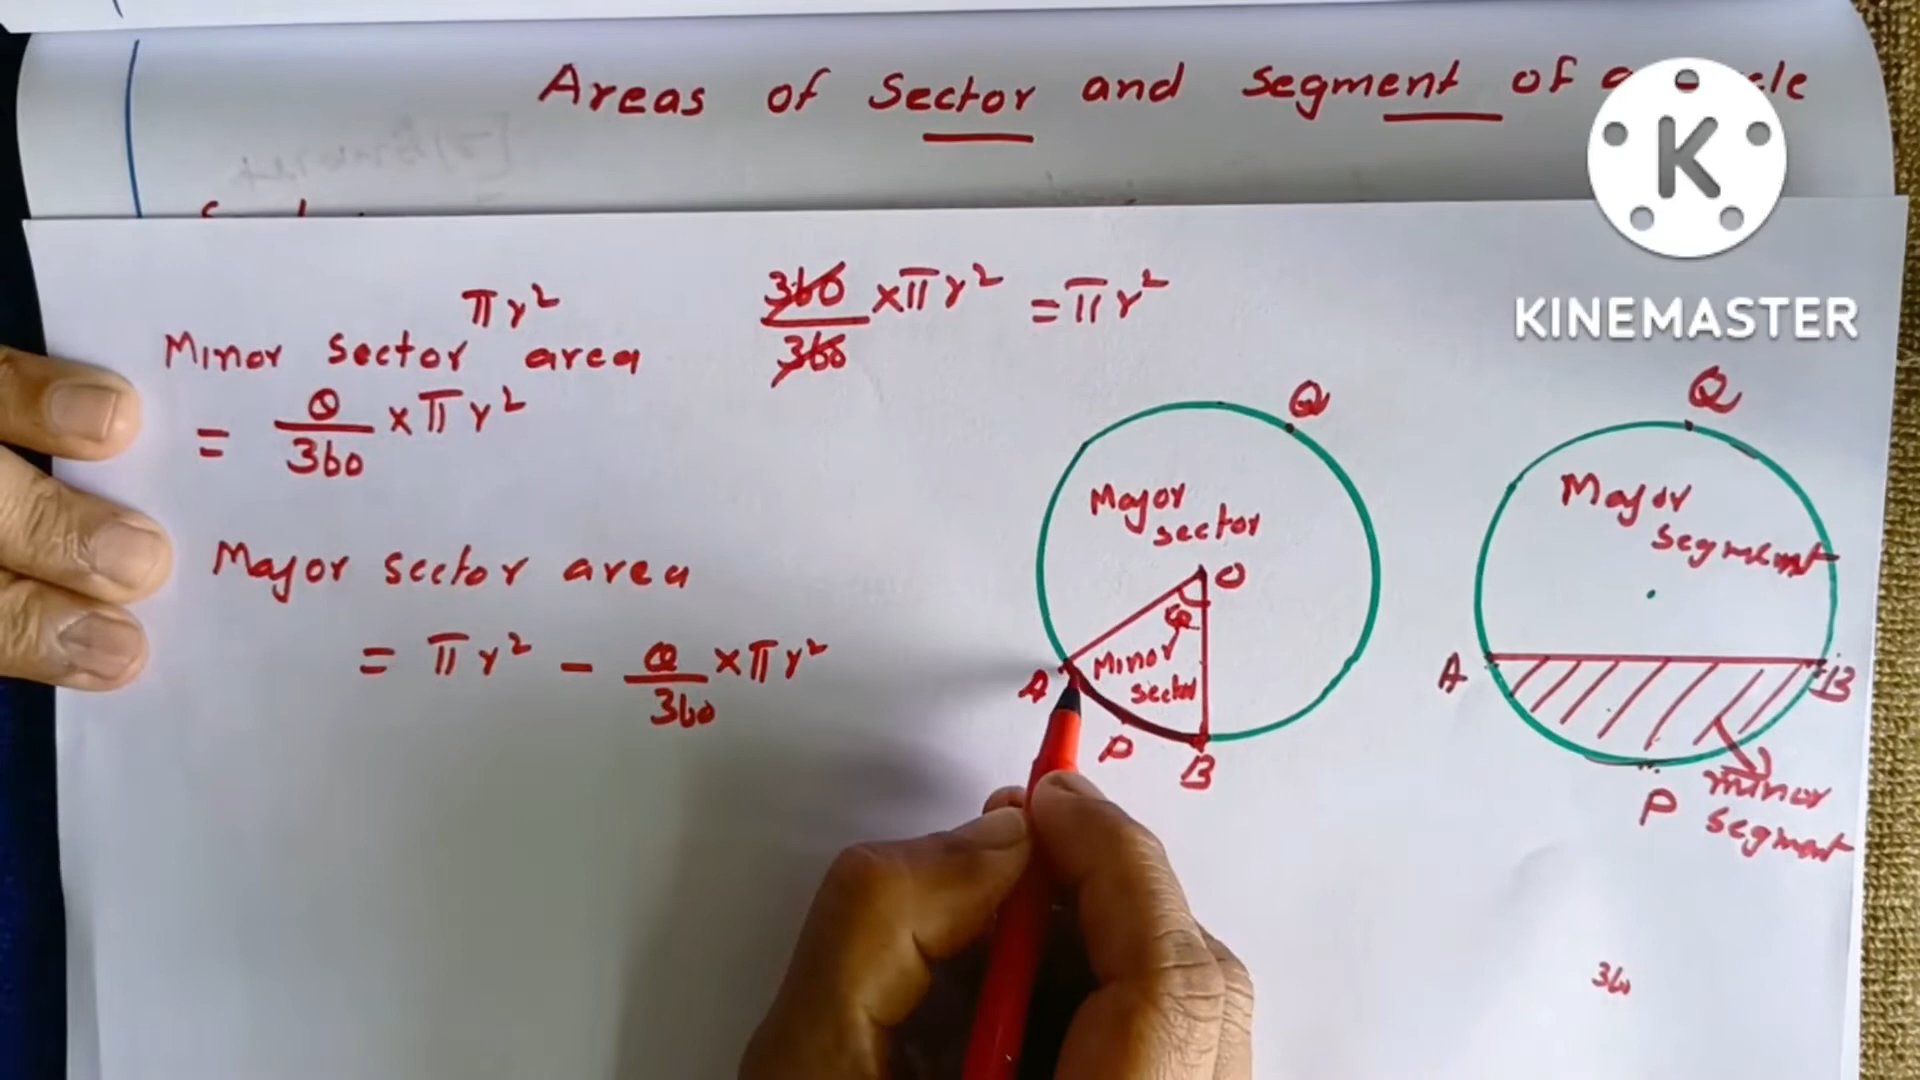 Areas of Sector and Segment of a
πr²
Minor sector area
= θ/360 ×πr²
360/360 ×πr² = πr²
Major sector area
= πr² - θ/360 ×πr²
Q
Major
sector
O
θ
Minor
sector
A
P
B
Q
Major
segment
A
B
P
minor
segment
360
K
KINEMASTER